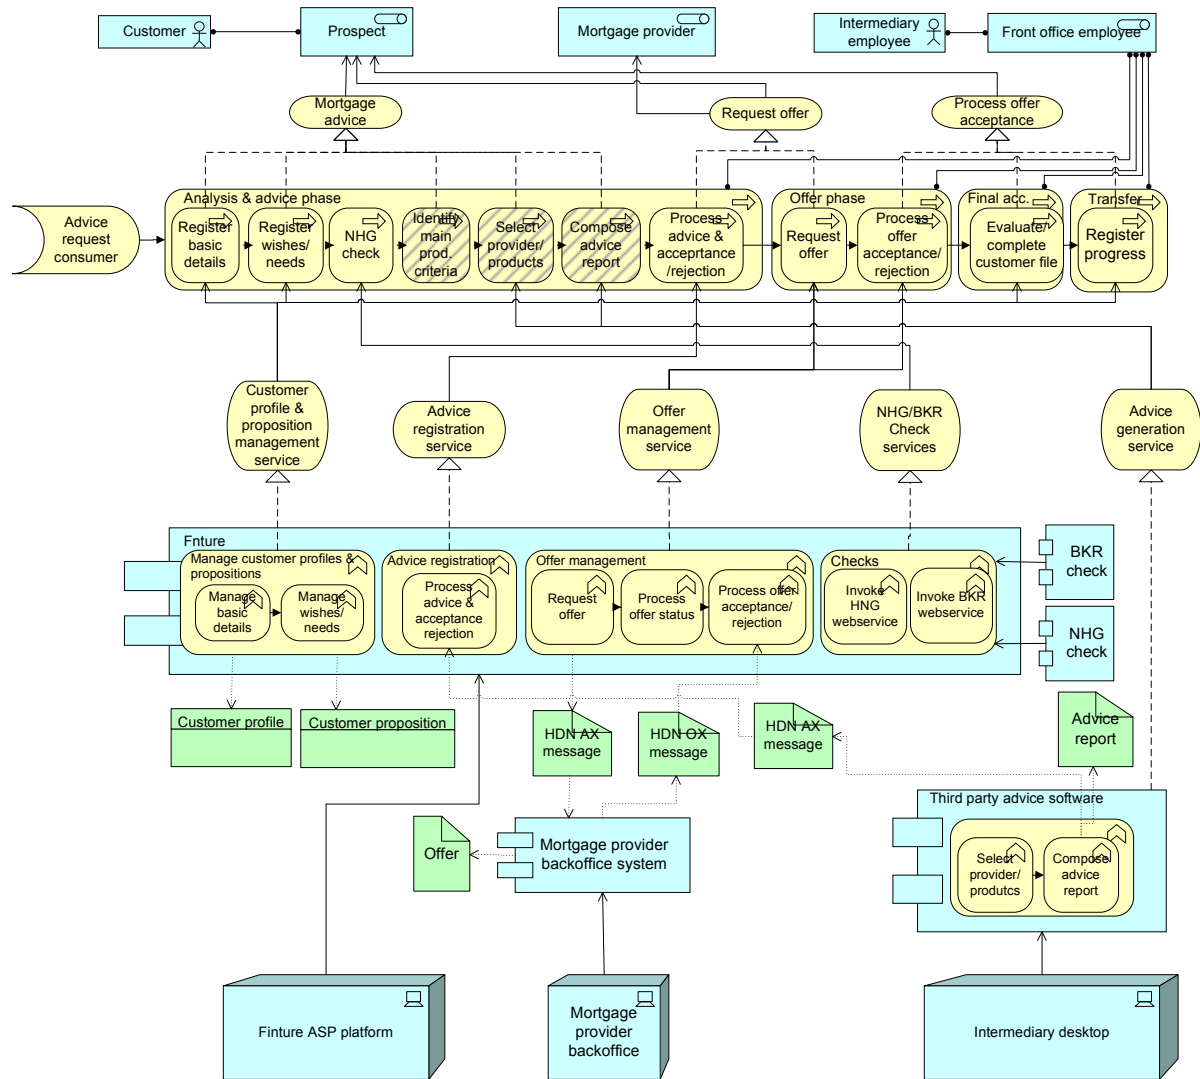 Customer
Prospect
Mortgage provider
Intermediary
employee
Front office employee
Mortgage
advice
Request offer
Process offer
acceptance
Advice
request
consumer
Analysis & advice phase
Register
basic
details
Register
wishes/
needs
NHG
check
Identify
main
prod.
criteria
Select
provider/
products
Compose
advice
report
Process
advice &
acceptance
/rejection
Offer phase
Request
offer
Process
offer
acceptance/
rejection
Final acc.
Evaluate/
complete
customer file
Transfer
Register
progress
Customer
profile &
proposition
management
service
Advice
registration
service
Offer
management
service
NHG/BKR
Check
services
Advice
generation
service
Fnture
Manage customer profiles &
propositions
Manage
basic
details
Manage
wishes/
needs
Advice registration
Process
advice &
acceptance
rejection
Offer management
Request
offer
Process
offer status
Process offer
acceptance/
rejection
Checks
Invoke
HNG
webservice
Invoke BKR
webservice
BKR
check
NHG
check
Customer profile
Customer proposition
HDN AX
message
HDN OX
message
HDN AX
message
Advice
report
Offer
Mortgage provider
backoffice system
Third party advice software
Select
provider/
produtcs
Compose
advice
report
Finture ASP platform
Mortgage
provider
backoffice
Intermediary desktop